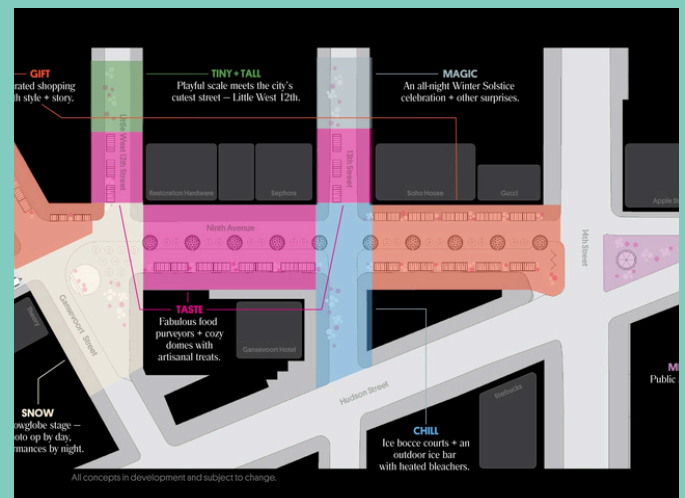 GIFT
rated shopping
th style + story.
TINY + TALL
Playful scale meets the city's
cutest street – Little West 12th.
MAGIC
An all-night Winter Solstice
celebration + other surprises.
Little West 12th Street
13th Street
Restoration Hardware
Sephora
Soho House
Gucci
Apple St
Ninth Avenue
14th Street
Gansevoort Street
TASTE
Fabulous food
purveyors + cozy
domes with
artisanal treats.
Gansevoort Hotel
Hudson Street
Starbucks
Public
SNOW
owglobe stage –
oto op by day,
rmances by night.
CHILL
Ice bocce courts + an
outdoor ice bar
with heated bleachers.
All concepts in development and subject to change.